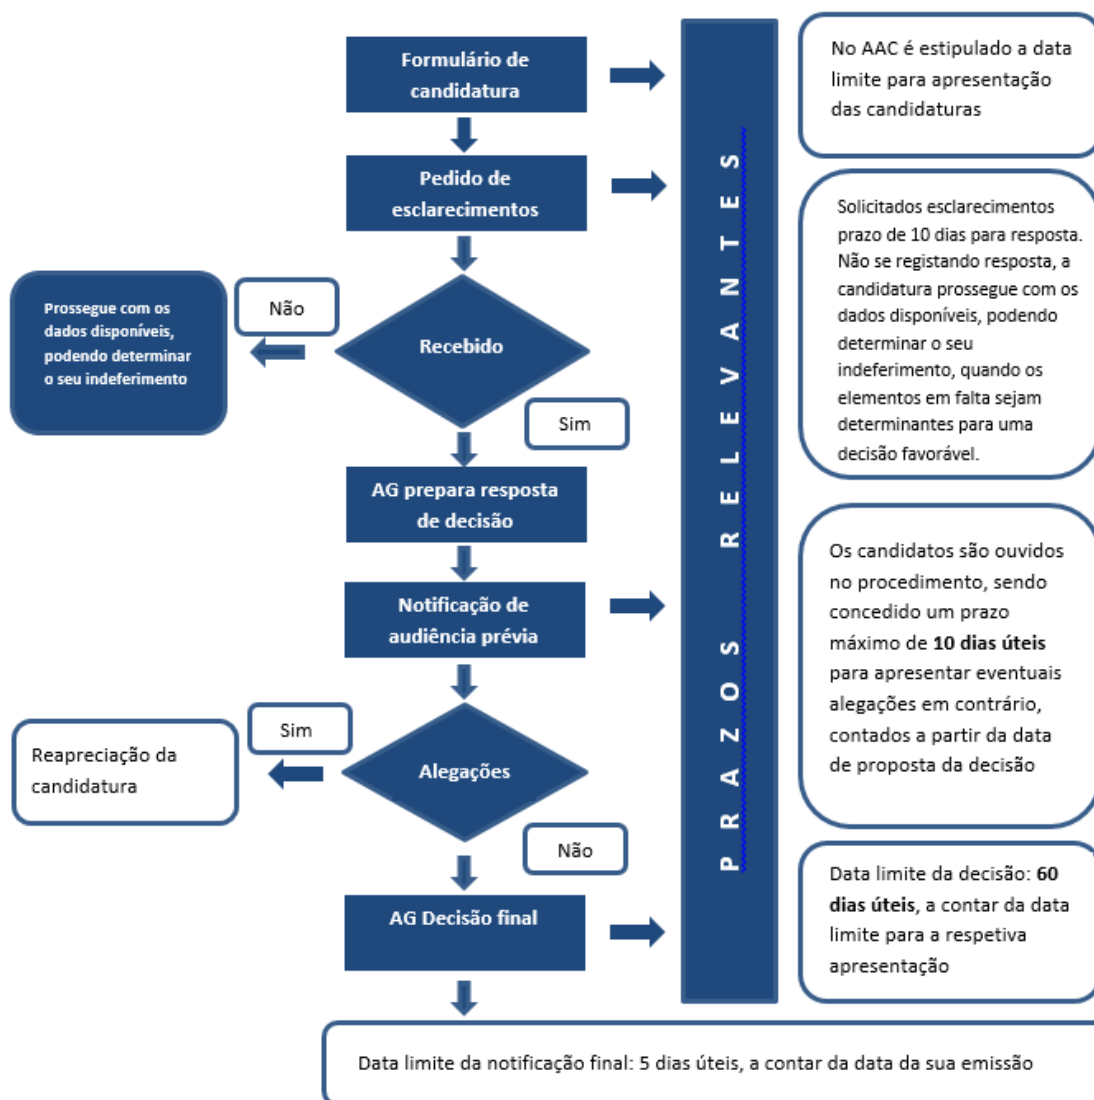 Formulário de
candidatura
No AAC é estipulado a data
limite para apresentação
das candidaturas
Pedido de
esclarecimentos
Solicitados esclarecimentos
prazo de 10 dias para resposta.
Não se registando resposta, a
candidatura prossegue com os
dados disponíveis, podendo
determinar o seu
indeferimento, quando os
elementos em falta sejam
determinantes para uma
decisão favorável.
Recebido
Não
Prossegue com os
dados disponíveis,
podendo determinar
o seu indeferimento
Sim
AG prepara resposta
de decisão
Notificação de
audiência prévia
Os candidatos são ouvidos
no procedimento, sendo
concedido um prazo
máximo de 10 dias úteis
para apresentar eventuais
alegações em contrário,
contados a partir da data
de proposta da decisão
Alegações
Sim
Reapreciação da
candidatura
Não
AG Decisão final
Data limite da decisão: 60
dias úteis, a contar da data
limite para a respetiva
apresentação
PRAZOS RELEVANTES
Data limite da notificação final: 5 dias úteis, a contar da data da sua emissão